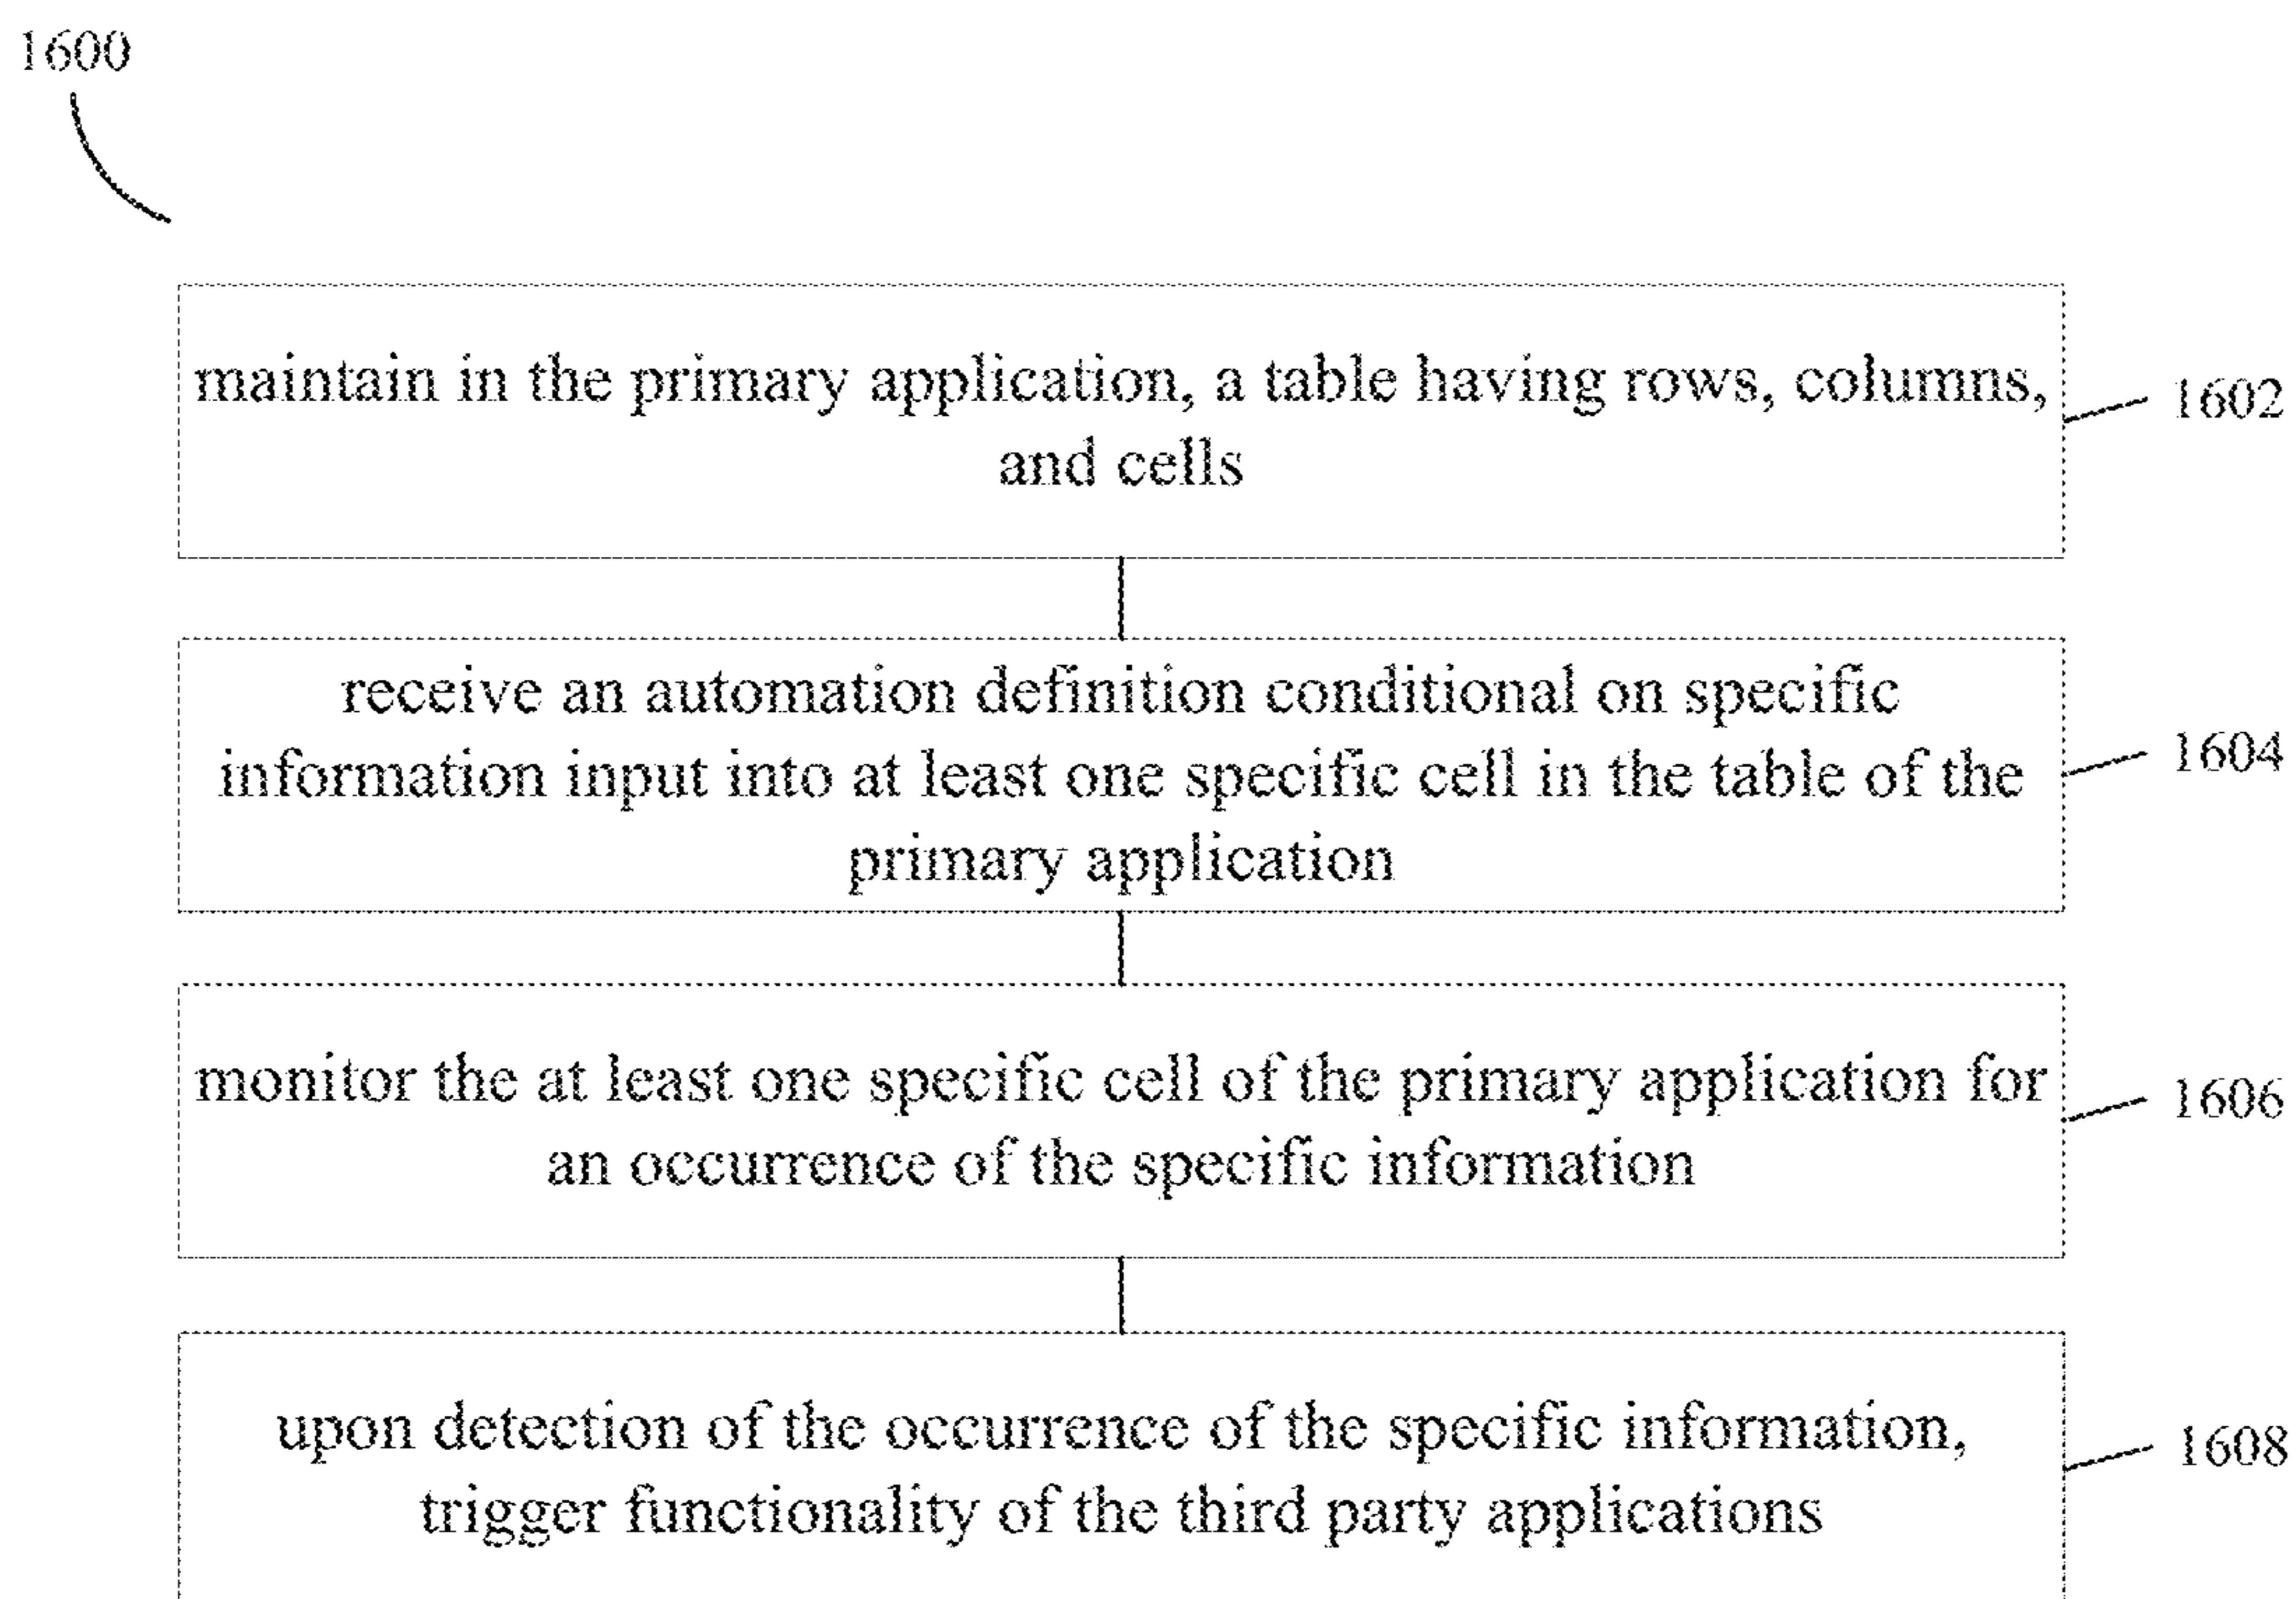 1600
maintain in the primary application, a table having rows, columns,
and cells
1602
receive an automation definition conditional on specific
information input into at least one specific cell in the table of the
primary application
1604
monitor the at least one specific cell of the primary application for
an occurrence of the specific information
1606
upon detection of the occurrence of the specific information,
trigger functionality of the third party applications
1608